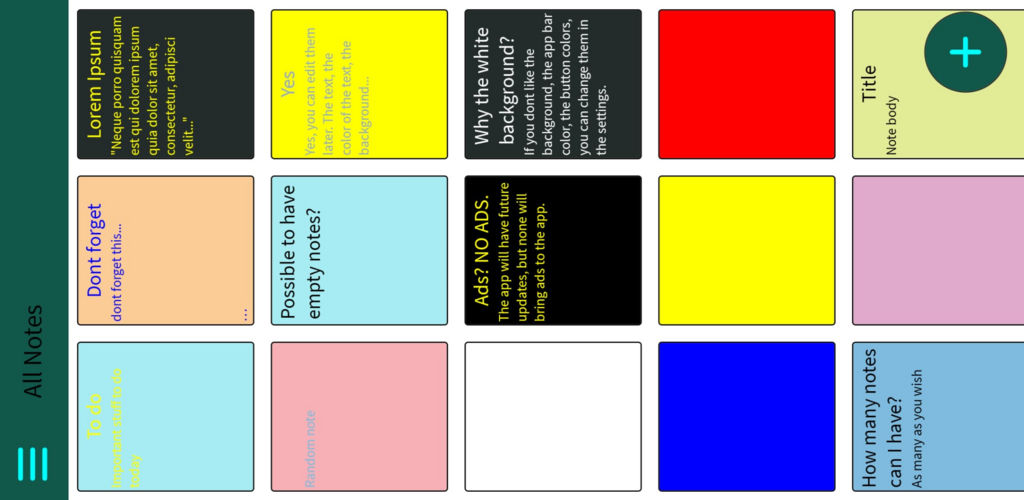 All Notes
To do
Important stuff to do
today
Dont forget
dont forget this...
...
Lorem Ipsum
"Neque porro quisquam
est qui dolorem ipsum
quia dolor sit amet,
consectetur, adipisci
velit..."
Random note
Possible to have
empty notes?
Yes
Yes, you can edit them
later. The text, the
color of the text, the
background...
Ads? NO ADS.
The app will have future
updates, but none will
bring ads to the app.
Why the white
background?
If you dont like the
background, the app bar
color, the button colors,
you can change them in
the settings.
How many notes
can I have?
As many as you wish
Title
Note body